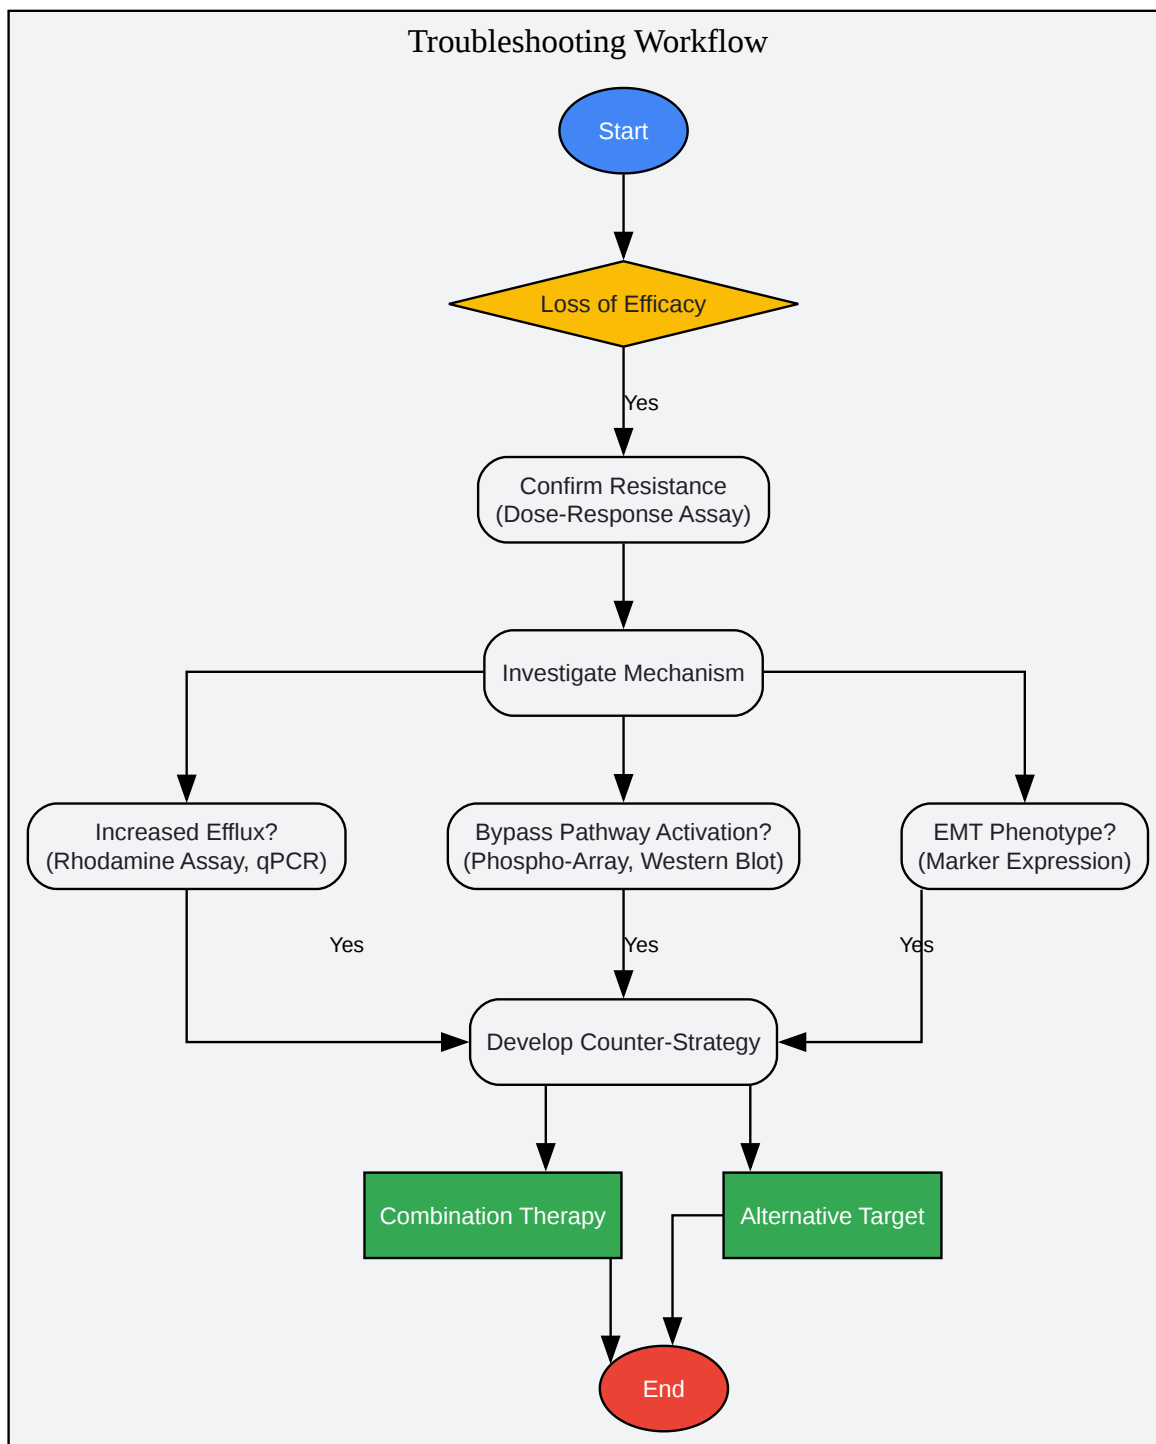 Troubleshooting Workflow
Start
Loss of Efficacy
Yes
Confirm Resistance
(Dose-Response Assay)
Investigate Mechanism
Increased Efflux?
(Rhodamine Assay, qPCR)
Bypass Pathway Activation?
(Phospho-Array, Western Blot)
EMT Phenotype?
(Marker Expression)
Yes
Yes
Yes
Develop Counter-Strategy
Combination Therapy
Alternative Target
End